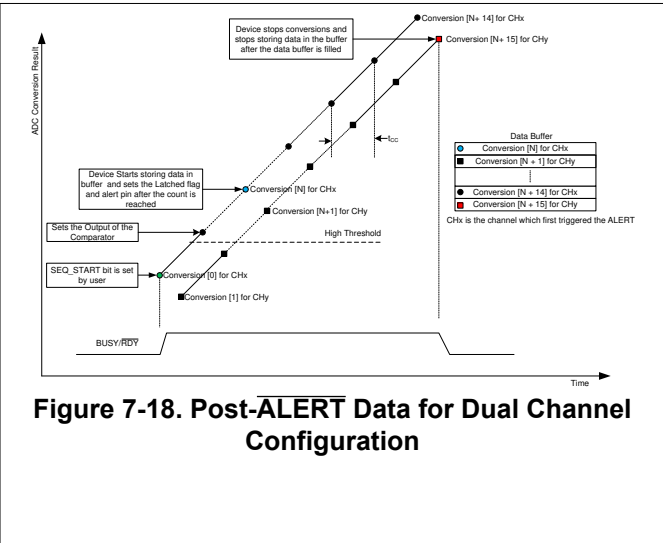 Conversion [N+ 14] for CHx
Device stops conversions and
stops storing data in the buffer
after the data buffer is filled
Conversion [N+ 15] for CHy
ADC Conversion Result
tCC
Data Buffer
Conversion [N] for CHx
Conversion [N + 1] for CHy
Conversion [N + 14] for CHx
Conversion [N + 15] for CHy
CHx is the channel which first triggered the ALERT
Device Starts storing data in
buffer and sets the Latched flag
and alert pin after the count is
reached
Conversion [N] for CHx
Conversion [N+1] for CHy
Sets the Output of the
Comparator
High Threshold
SEQ_START bit is set
by user
Conversion [0] for CHx
Conversion [1] for CHy
BUSY/RDY
Time
Figure 7-18. Post-ALERT Data for Dual Channel
Configuration